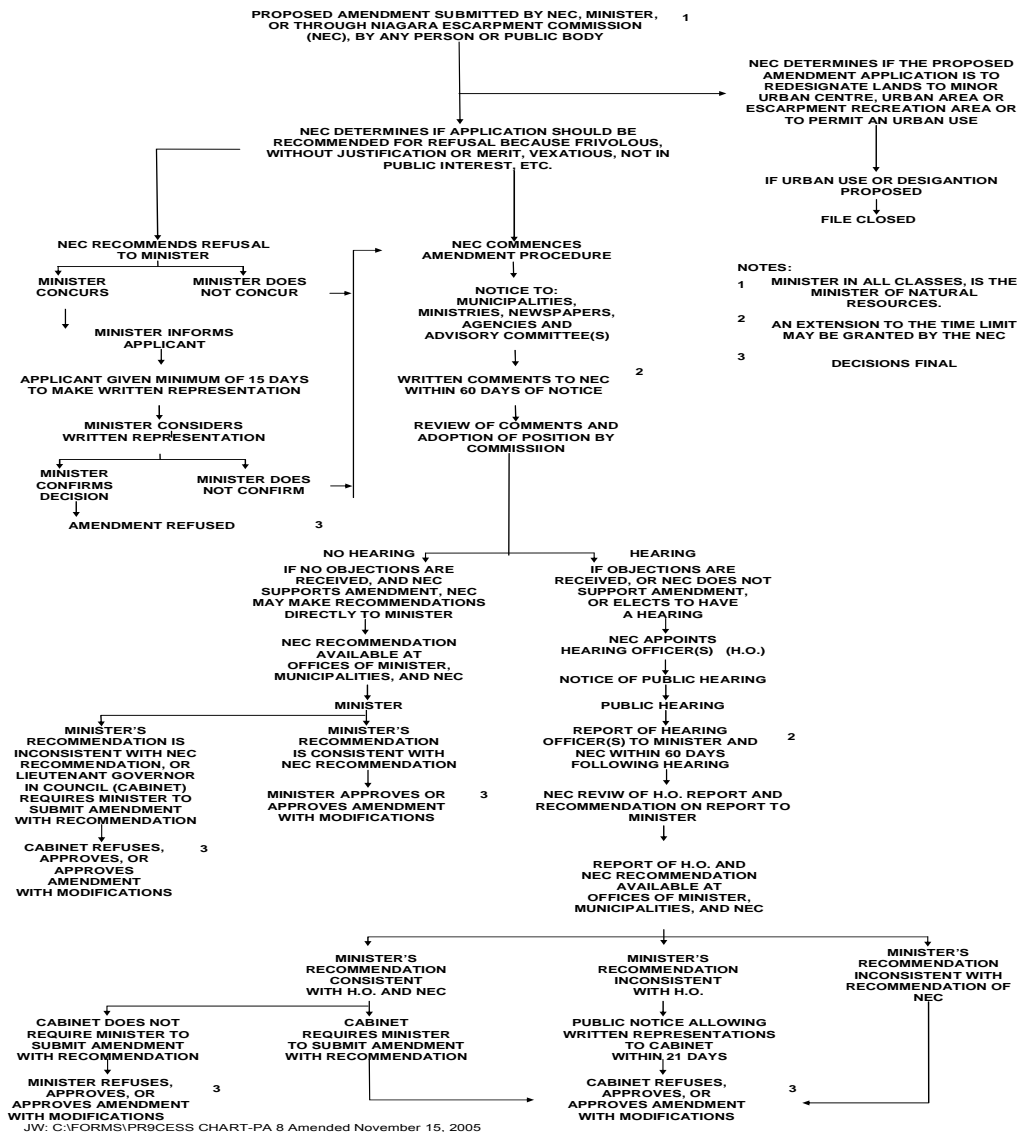 PROPOSED AMENDMENT SUBMITTED BY NEC, MINISTER, 1
OR THROUGH NIAGARA ESCARPMENT COMMISSION
(NEC), BY ANY PERSON OR PUBLIC BODY
NEC DETERMINES IF THE PROPOSED
AMENDMENT APPLICATION IS TO
REDESIGNATE LANDS TO MINOR
URBAN CENTRE, URBAN AREA OR
ESCARPMENT RECREATION AREA OR
TO PERMIT AN URBAN USE
IF URBAN USE OR DESIGANTION
PROPOSED
FILE CLOSED
NEC DETERMINES IF APPLICATION SHOULD BE
RECOMMENDED FOR REFUSAL BECAUSE FRIVOLOUS,
WITHOUT JUSTIFICATION OR MERIT, VEXATIOUS, NOT IN
PUBLIC INTEREST, ETC.
NEC RECOMMENDS REFUSAL
TO MINISTER
MINISTER
CONCURS
MINISTER DOES
NOT CONCUR
MINISTER INFORMS
APPLICANT
APPLICANT GIVEN MINIMUM OF 15 DAYS
TO MAKE WRITTEN REPRESENTATION
MINISTER CONSIDERS
WRITTEN REPRESENTATION
MINISTER
CONFIRMS
DECISION
MINISTER DOES
NOT CONFIRM
AMENDMENT REFUSED 3
NEC COMMENCES
AMENDMENT PROCEDURE
NOTICE TO:
MUNICIPALITIES,
MINISTRIES, NEWSPAPERS,
AGENCIES AND
ADVISORY COMMITTEE(S)
WRITTEN COMMENTS TO NEC 2
WITHIN 60 DAYS OF NOTICE
REVIEW OF COMMENTS AND
ADOPTION OF POSITION BY
COMMISSIION
NOTES:
1 MINISTER IN ALL CLASSES, IS THE
MINISTER OF NATURAL
RESOURCES.
2 AN EXTENSION TO THE TIME LIMIT
MAY BE GRANTED BY THE NEC
3 DECISIONS FINAL
NO HEARING
IF NO OBJECTIONS ARE
RECEIVED, AND NEC
SUPPORTS AMENDMENT, NEC
MAY MAKE RECOMMENDATIONS
DIRECTLY TO MINISTER
NEC RECOMMENDATION
AVAILABLE AT
OFFICES OF MINISTER,
MUNICIPALITIES, AND NEC
MINISTER
MINISTER'S
RECOMMENDATION IS
INCONSISTENT WITH NEC
RECOMMENDATION, OR
LIEUTENANT GOVERNOR
IN COUNCIL (CABINET)
REQUIRES MINISTER TO
SUBMIT AMENDMENT
WITH RECOMMENDATION
CABINET REFUSES, 3
APPROVES, OR
APPROVES
AMENDMENT
WITH MODIFICATIONS
MINISTER'S
RECOMMENDATION
IS CONSISTENT WITH
NEC RECOMMENDATION
MINISTER APPROVES OR 3
APPROVES AMENDMENT
WITH MODIFICATIONS
HEARING
IF OBJECTIONS ARE
RECEIVED, OR NEC DOES NOT
SUPPORT AMENDMENT,
OR ELECTS TO HAVE
A HEARING
NEC APPOINTS
HEARING OFFICER(S) (H.O.)
NOTICE OF PUBLIC HEARING
PUBLIC HEARING
REPORT OF HEARING 2
OFFICER(S) TO MINISTER AND
NEC WITHIN 60 DAYS
FOLLOWING HEARING
NEC REVIW OF H.O. REPORT AND
RECOMMENDATION ON REPORT TO
MINISTER
REPORT OF H.O. AND
NEC RECOMMENDATION
AVAILABLE AT
OFFICES OF MINISTER,
MUNICIPALITIES, AND NEC
MINISTER'S
RECOMMENDATION
CONSISTENT
WITH H.O. AND NEC
MINISTER'S
RECOMMENDATION
INCONSISTENT
WITH H.O.
MINISTER'S
RECOMMENDATION
INCONSISTENT WITH
RECOMMENDATION OF
NEC
CABINET DOES NOT
REQUIRE MINISTER TO
SUBMIT AMENDMENT
WITH RECOMMENDATION
CABINET
REQUIRES MINISTER
TO SUBMIT AMENDMENT
WITH RECOMMENDATION
PUBLIC NOTICE ALLOWING
WRITTEN REPRESENTATIONS
TO CABINET
WITHIN 21 DAYS
MINISTER REFUSES, 3
APPROVES, OR
APPROVES AMENDMENT
WITH MODIFICATIONS
CABINET REFUSES, 3
APPROVES, OR
APPROVES AMENDMENT
WITH MODIFICATIONS
JW: C:\FORMS\PR9CESS CHART-PA 8 Amended November 15, 2005